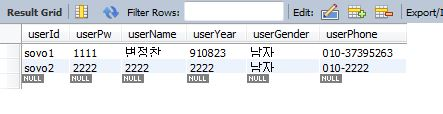 Result Grid Filter Rows: Edit: Export/I
userId userPw userName userYear userGender userPhone
sovo1 1111 변정찬 910823 남자 010-37395263
sovo2 2222 2222 2222 남자 010-2222
NULL NULL NULL NULL NULL NULL